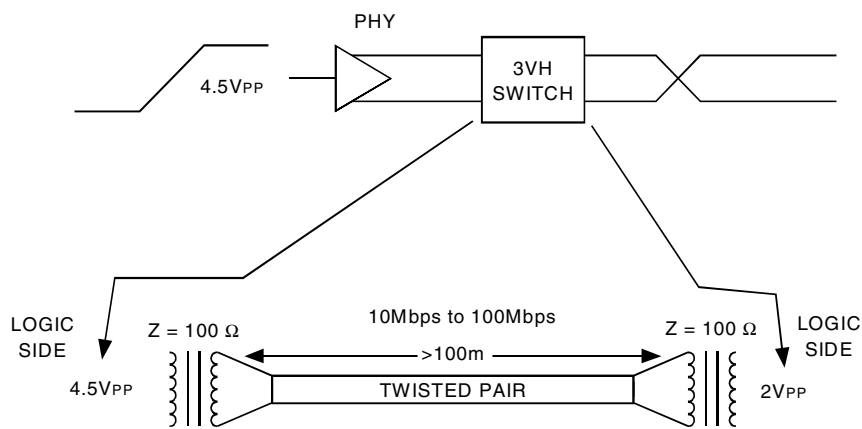 PHY
4.5VPP
3VH
SWITCH
LOGIC
SIDE
Z = 100 Ω
10Mbps to 100Mbps
Z = 100 Ω
LOGIC
SIDE
>100m
4.5VPP
TWISTED PAIR
2VPP